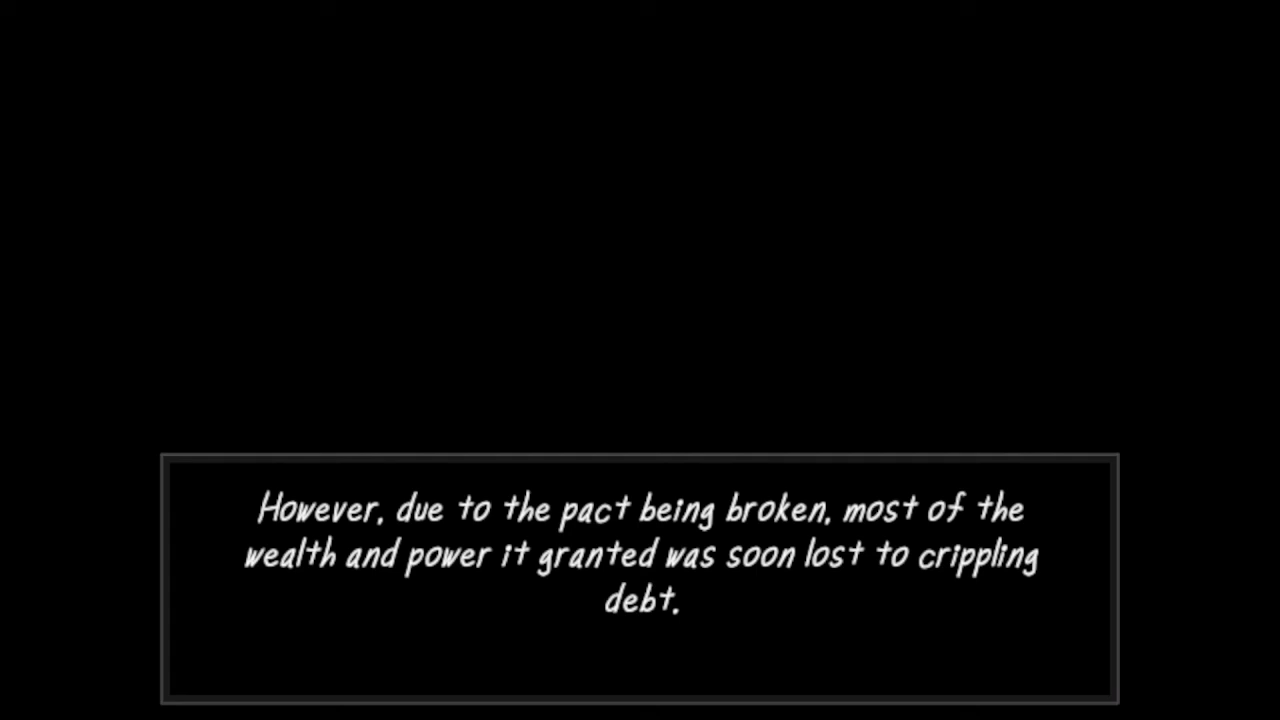 However, due to the pact being broken, most of the
wealth and power it granted was soon lost to crippling
debt.